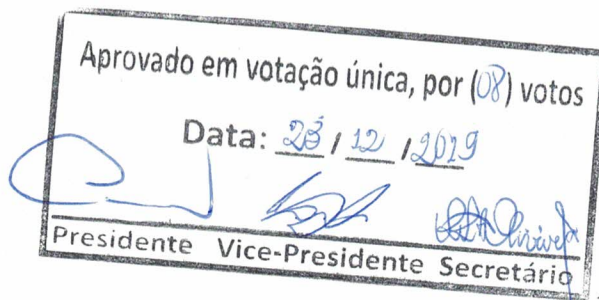 Aprovado em votação única, por (08) votos
Data: 23 / 12 / 2019
Presidente Vice-Presidente Secretário